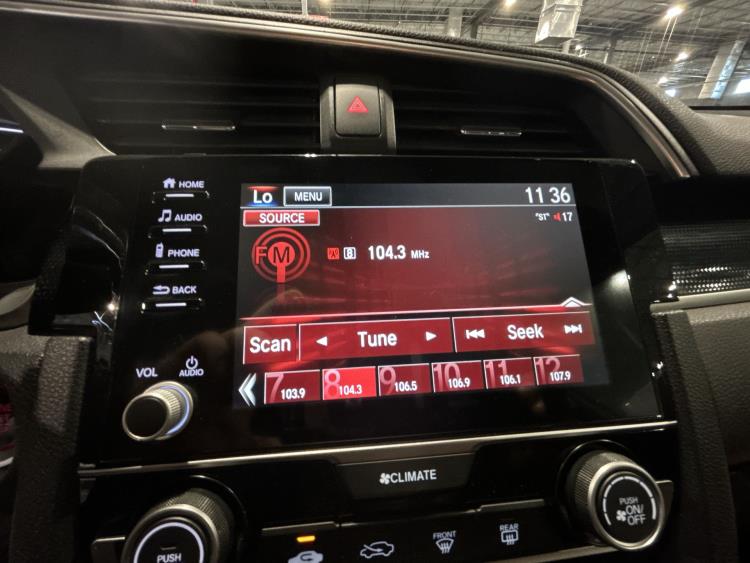 HOME
Lo MENU 11 36
AUDIO
SOURCE "ST" 17
FM 8 104.3 MHz
PHONE
BACK
Scan Tune Seek
VOL AUDIO
7 103.9 8 104.3 9 106.5 10 106.9 11 106.1 12 107.9
CLIMATE
PUSH
ON/OFF
PUSH
FRONT
REAR